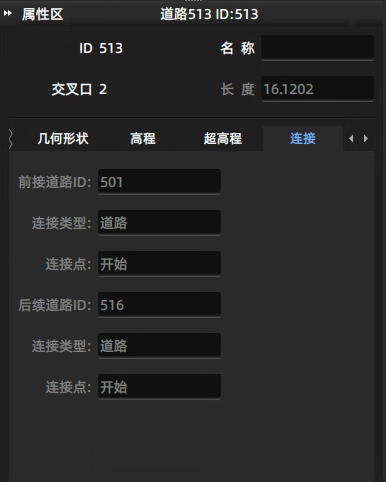 属性区 道路513 ID:513
ID 513 名 称
交叉口 2 长 度 16.1202
几何形状 高程 超高程 连接
前接道路ID: 501
连接类型: 道路
连接点: 开始
后续道路ID: 516
连接类型: 道路
连接点: 开始